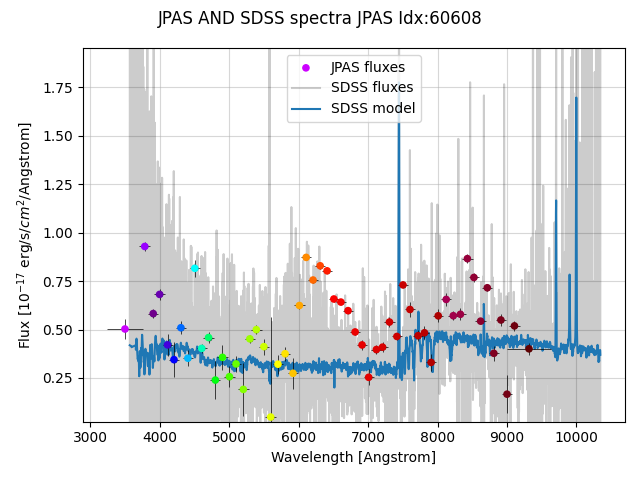 JPAS AND SDSS spectra JPAS Idx:60608
JPAS fluxes
SDSS fluxes
SDSS model
Flux [10⁻¹⁷ erg/s/cm²/Angstrom]
1.75
1.50
1.25
1.00
0.75
0.50
0.25
3000 4000 5000 6000 7000 8000 9000 10000
Wavelength [Angstrom]